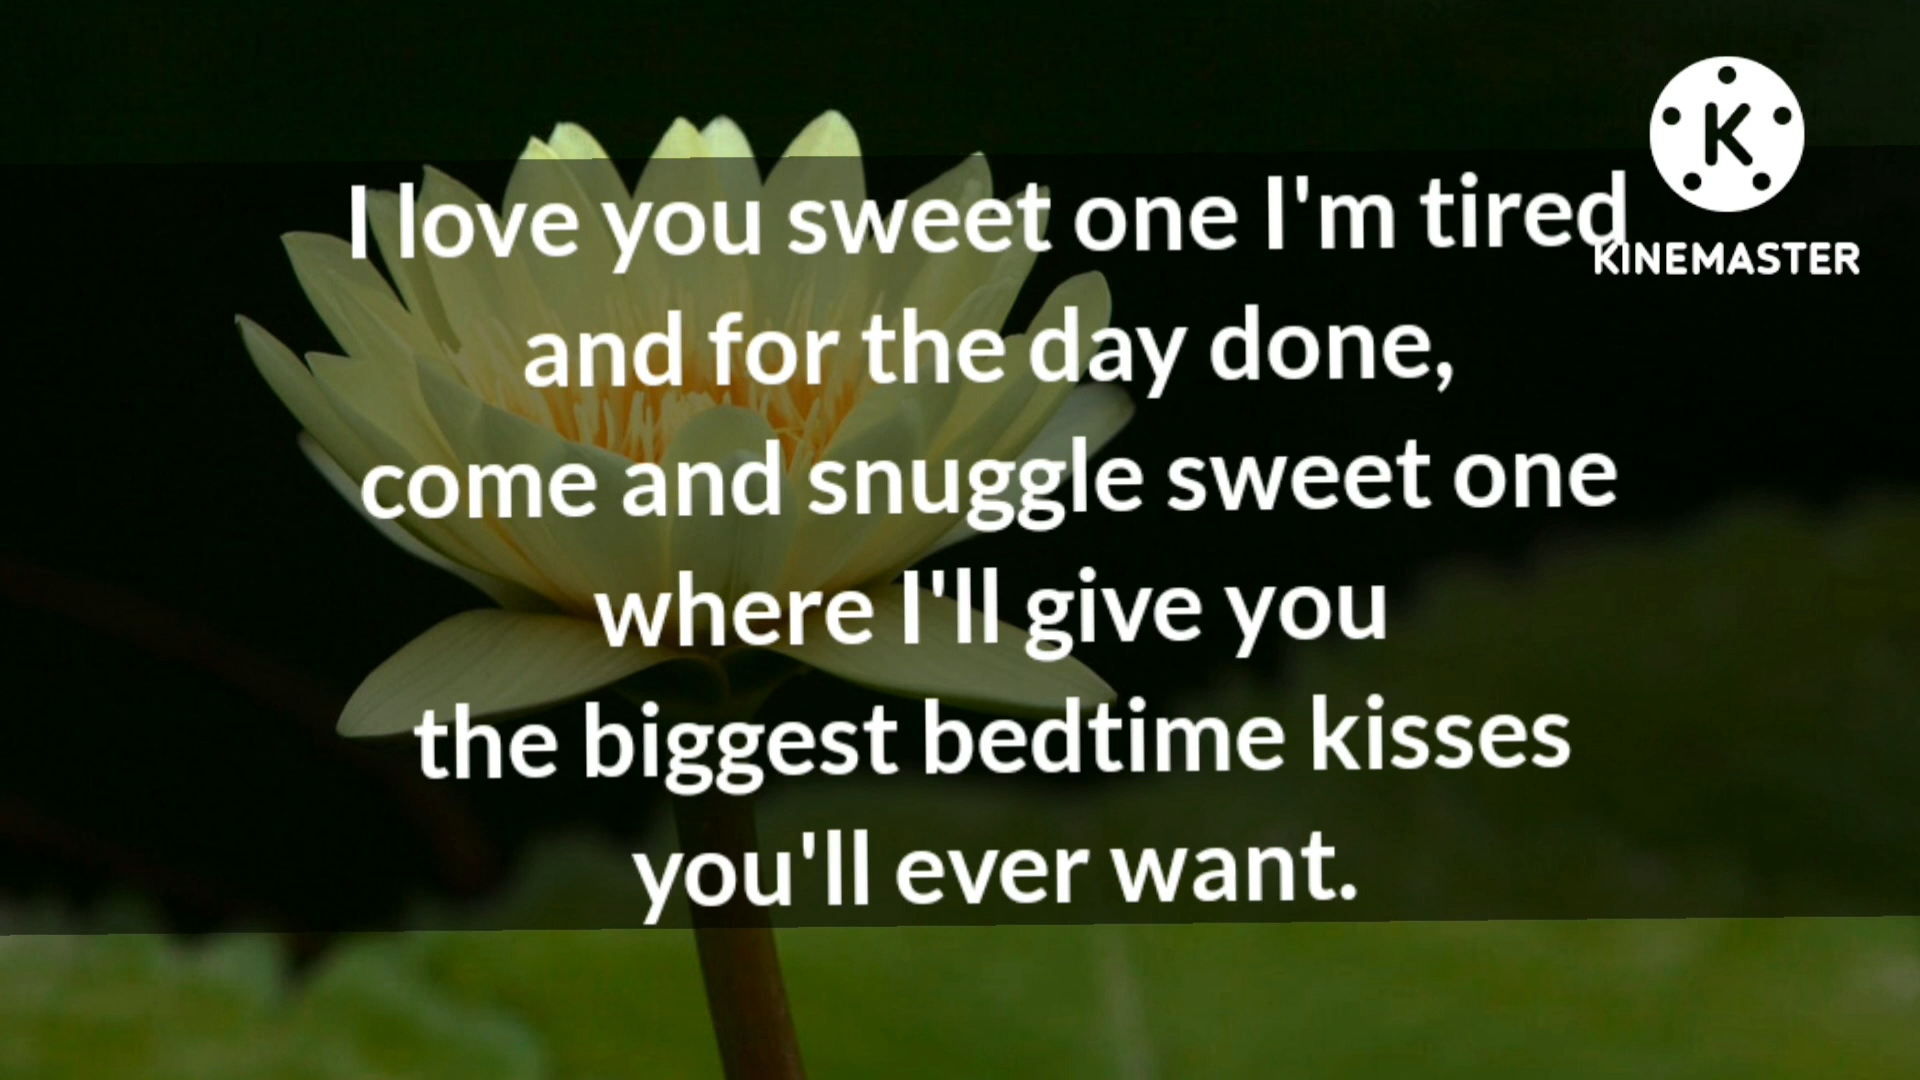 I love you sweet one I'm tired
and for the day done,
come and snuggle sweet one
where I'll give you
the biggest bedtime kisses
you'll ever want.
K
KINEMASTER